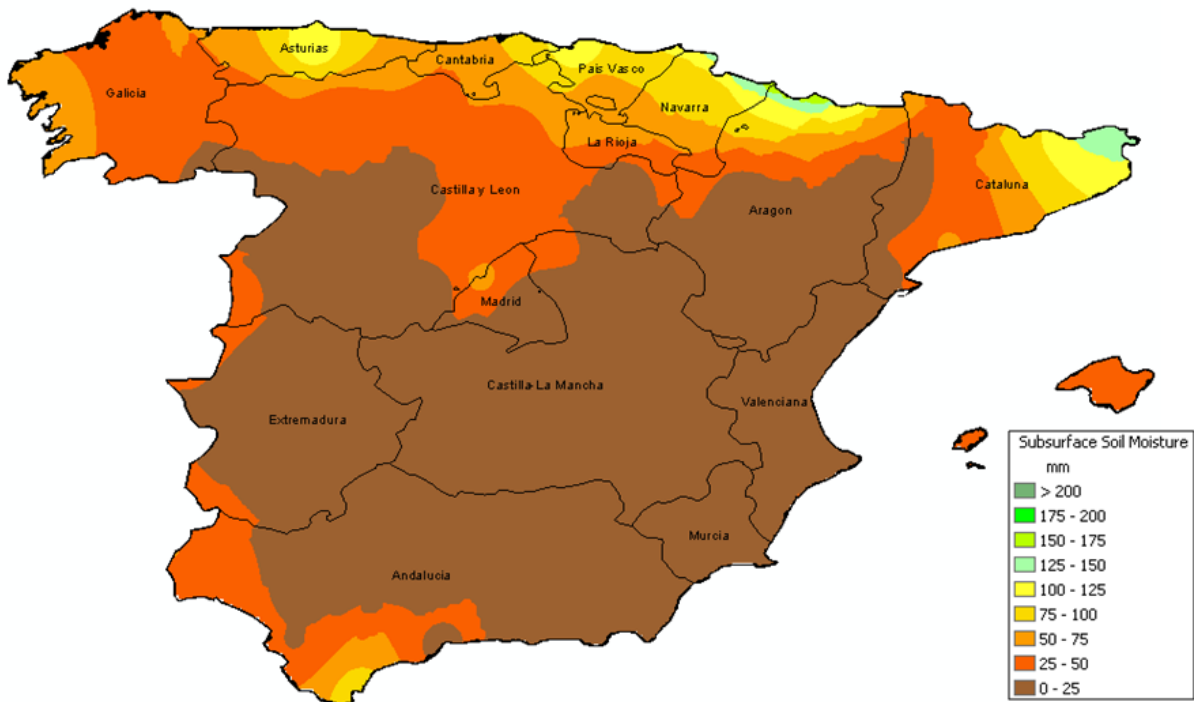 Asturias
Cantabria
Pais Vasco
Galicia
Navarra
La Rioja
Castilla y Leon
Cataluna
Aragon
Madrid
Castilla-La Mancha
Valenciana
Extremadura
Murcia
Andalucia
Subsurface Soil Moisture
mm
> 200
175 - 200
150 - 175
125 - 150
100 - 125
75 - 100
50 - 75
25 - 50
0 - 25